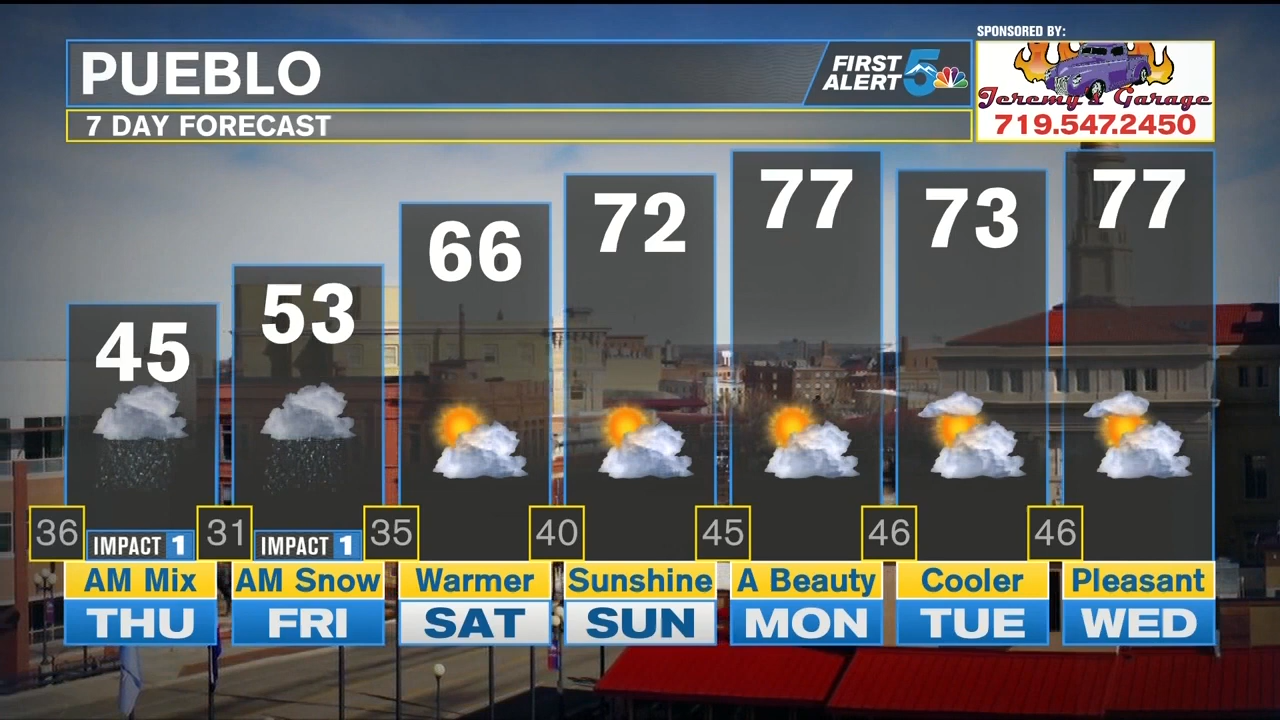 SPONSORED BY:
PUEBLO
FIRST ALERT 5
Jeremy's Garage
719.547.2450
7 DAY FORECAST
45
53
66
72
77
73
77
36
31
35
40
45
46
46
IMPACT 1
IMPACT 1
AM Mix
AM Snow
Warmer
Sunshine
A Beauty
Cooler
Pleasant
THU
FRI
SAT
SUN
MON
TUE
WED